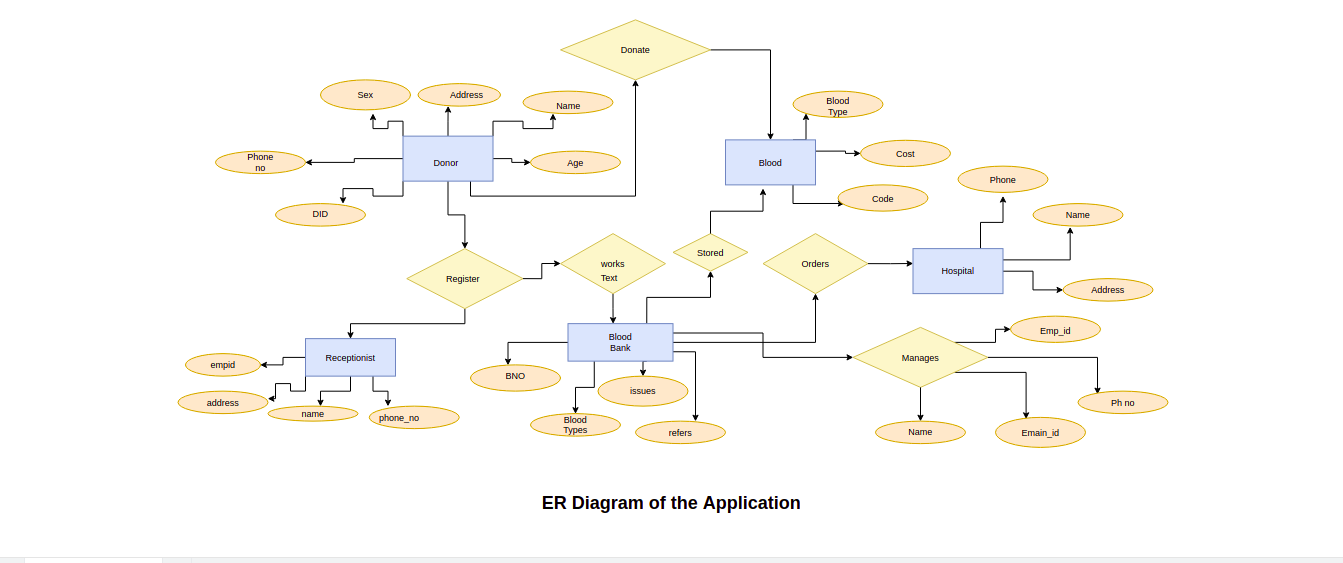 Donate
Sex
Address
Name
Blood
Type
Phone
no
Donor
Age
Blood
Cost
Phone
DID
Code
Name
Register
works
Text
Stored
Orders
Hospital
Address
Receptionist
Blood
Bank
Manages
Emp_id
empid
BNO
issues
address
name
phone_no
Blood
Types
refers
Name
Emain_id
Ph no
ER Diagram of the Application